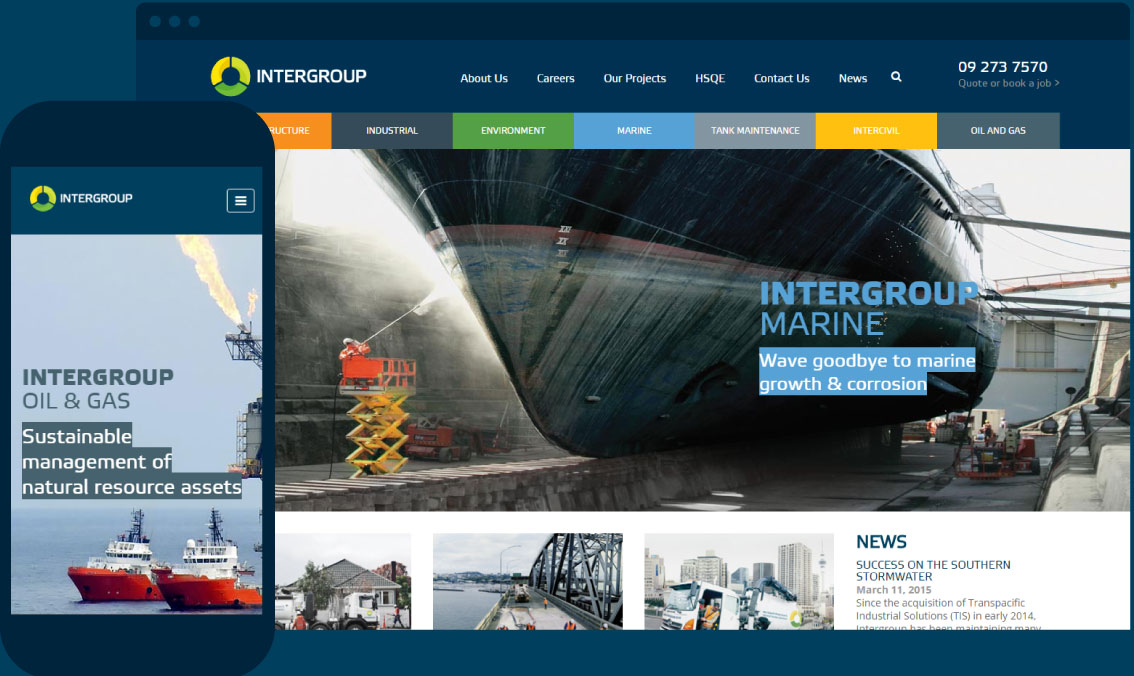 INTERGROUP
About Us
Careers
Our Projects
HSQE
Contact Us
News
09 273 7570
Quote or book a job >
RUCTURE
INDUSTRIAL
ENVIRONMENT
MARINE
TANK MAINTENANCE
INTERCIVIL
OIL AND GAS
INTERGROUP
MARINE
Wave goodbye to marine
growth & corrosion
INTERGROUP
INTERGROUP
OIL & GAS
Sustainable
management of
natural resource assets
NEWS
SUCCESS ON THE SOUTHERN
STORMWATER
March 11, 2015
Since the acquisition of Transpacific
Industrial Solutions (TIS) in early 2014,
Intergroup has been maintaining many